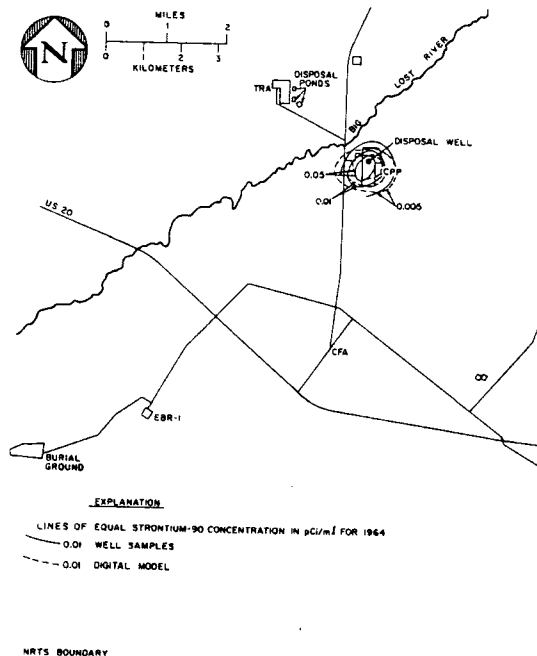 MILES
0 1 2
0 1 2 3
KILOMETERS
N
TRA
DISPOSAL
PONDS
BIG LOST RIVER
DISPOSAL WELL
CPP
0.05
0.01
0.005
US 20
CFA
EBR-I
BURIAL
GROUND
EXPLANATION
LINES OF EQUAL STRONTIUM-90 CONCENTRATION IN pCi/ml FOR 1964
0.01 WELL SAMPLES
0.01 DIGITAL MODEL
NRTS BOUNDARY